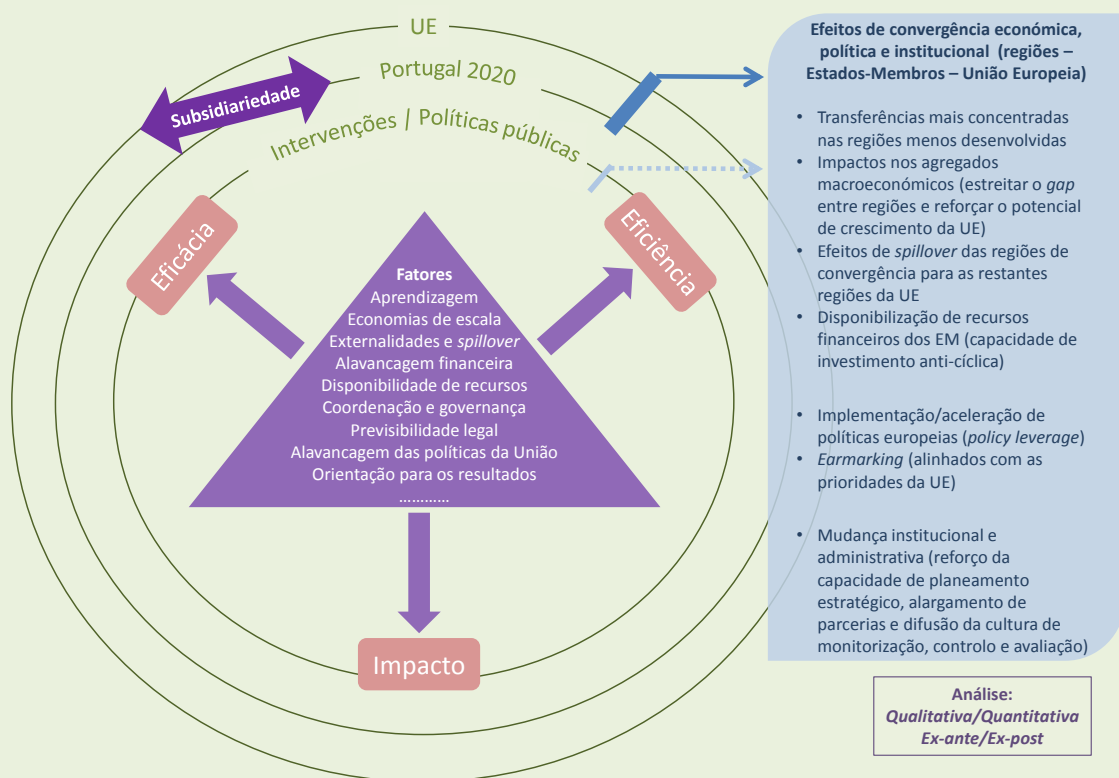 UE
Portugal 2020
Subsidiariedade
Intervenções | Políticas públicas
Eficácia
Eficiência
Fatores
Aprendizagem
Economias de escala
Externalidades e spillover
Alavancagem financeira
Disponibilidade de recursos
Coordenação e governança
Previsibilidade legal
Alavancagem das políticas da União
Orientação para os resultados
…………
Impacto
Efeitos de convergência económica,
política e institucional (regiões –
Estados-Membros – União Europeia)
• Transferências mais concentradas
nas regiões menos desenvolvidas
• Impactos nos agregados
macroeconómicos (estreitar o gap
entre regiões e reforçar o potencial
de crescimento da UE)
• Efeitos de spillover das regiões de
convergência para as restantes
regiões da UE
• Disponibilização de recursos
financeiros dos EM (capacidade de
investimento anti-cíclica)
• Implementação/aceleração de
políticas europeias (policy leverage)
• Earmarking (alinhados com as
prioridades da UE)
• Mudança institucional e
administrativa (reforço da
capacidade de planeamento
estratégico, alargamento de
parcerias e difusão da cultura de
monitorização, controlo e avaliação)
Análise:
Qualitativa/Quantitativa
Ex-ante/Ex-post